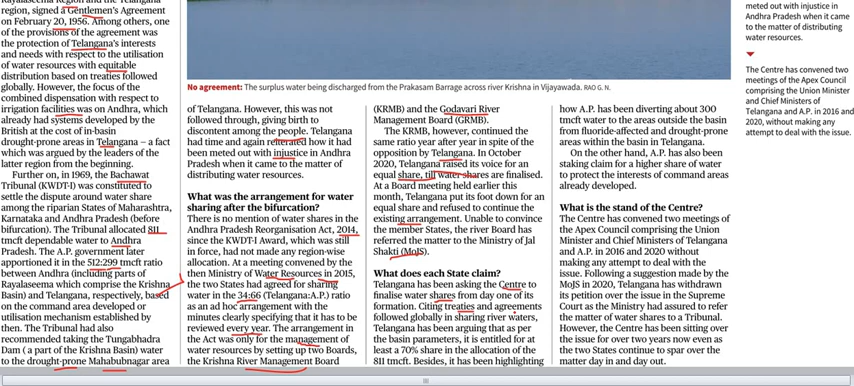 Rayalaseema Region and the Telangana
region, signed a Gentlemen's Agreement
on February 20, 1956. Among others, one
of the provisions of the agreement was
the protection of Telangana's interests
and needs with respect to the utilisation
of water resources with equitable
distribution based on treaties followed
globally. However, the focus of the
combined dispensation with respect to
irrigation facilities was on Andhra, which
already had systems developed by the
British at the cost of in-basin
drought-prone areas in Telangana — a fact
which was argued by the leaders of the
later region from the beginning.
Further on, in 1969, the Bachawat
Tribunal (KWDT-I) was constituted to
settle the dispute around water share
among the riparian States of Maharashtra,
Karnataka and Andhra Pradesh (before
bifurcation). The Tribunal allocated 811
tmcft dependable water to Andhra
Pradesh. The A.P. government later
apportioned it in the 512:299 tmcft ratio
between Andhra (including parts of
Rayalaseema which comprise the Krishna
Basin) and Telangana, respectively, based
on the command area developed or
utilisation mechanism established by
then. The Tribunal had also
recommended taking the Tungabhadra
Dam ( a part of the Krishna Basin) water
to the drought-prone Mahabubnagar area
No agreement: The surplus water being discharged from the Prakasam Barrage across river Krishna in Vijayawada. RAO G. N.
of Telangana. However, this was not
followed through, giving birth to
discontent among the people. Telangana
had time and again reiterated how it had
been meted out with injustice in Andhra
Pradesh when it came to the matter of
distributing water resources.
What was the arrangement for water
sharing after the bifurcation?
There is no mention of water shares in the
Andhra Pradesh Reorganisation Act, 2014,
since the KWDT-I Award, which was still
in force, had not made any region-wise
allocation. At a meeting convened by the
then Ministry of Water Resources in 2015,
the two States had agreed for sharing
water in the 34:66 (Telangana:A.P.) ratio
as an ad hoc arrangement with the
minutes clearly specifying that it has to be
reviewed every year. The arrangement in
the Act was only for the management of
water resources by setting up two Boards,
the Krishna River Management Board
(KRMB) and the Godavari River
Management Board (GRMB).
The KRMB, however, continued the
same ratio year after year in spite of the
opposition by Telangana. In October
2020, Telangana raised its voice for an
equal share, till water shares are finalised.
At a Board meeting held earlier this
month, Telangana put its foot down for an
equal share and refused to continue the
existing arrangement. Unable to convince
the member States, the river Board has
referred the matter to the Ministry of Jal
Shakti (MoJS).
What does each State claim?
Telangana has been asking the Centre to
finalise water shares from day one of its
formation. Citing treaties and agreements
followed globally in sharing river waters,
Telangana has been arguing that as per
the basin parameters, it is entitled for at
least a 70% share in the allocation of the
811 tmcft. Besides, it has been highlighting
how A.P. has been diverting about 300
tmcft water to the areas outside the basin
from fluoride-affected and drought-prone
areas within the basin in Telangana.
On the other hand, A.P. has also been
staking claim for a higher share of water
to protect the interests of command areas
already developed.
What is the stand of the Centre?
The Centre has convened two meetings of
the Apex Council comprising the Union
Minister and Chief Ministers of Telangana
and A.P. in 2016 and 2020 without
making any attempt to deal with the
issue. Following a suggestion made by the
MoJS in 2020, Telangana has withdrawn
its petition over the issue in the Supreme
Court as the Ministry had assured to refer
the matter of water shares to a Tribunal.
However, the Centre has been sitting over
the issue for over two years now even as
the two States continue to spar over the
matter day in and day out.
meted out with injustice in
Andhra Pradesh when it came
to the matter of distributing
water resources.
The Centre has convened two
meetings of the Apex Council
comprising the Union Minister
and Chief Ministers of
Telangana and A.P. in 2016 and
2020, without making any
attempt to deal with the issue.